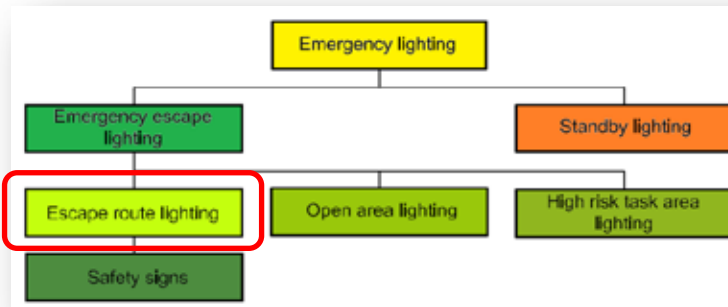 Emergency lighting
Emergency escape
lighting
Standby lighting
Escape route lighting
Open area lighting
High risk task area
lighting
Safety signs